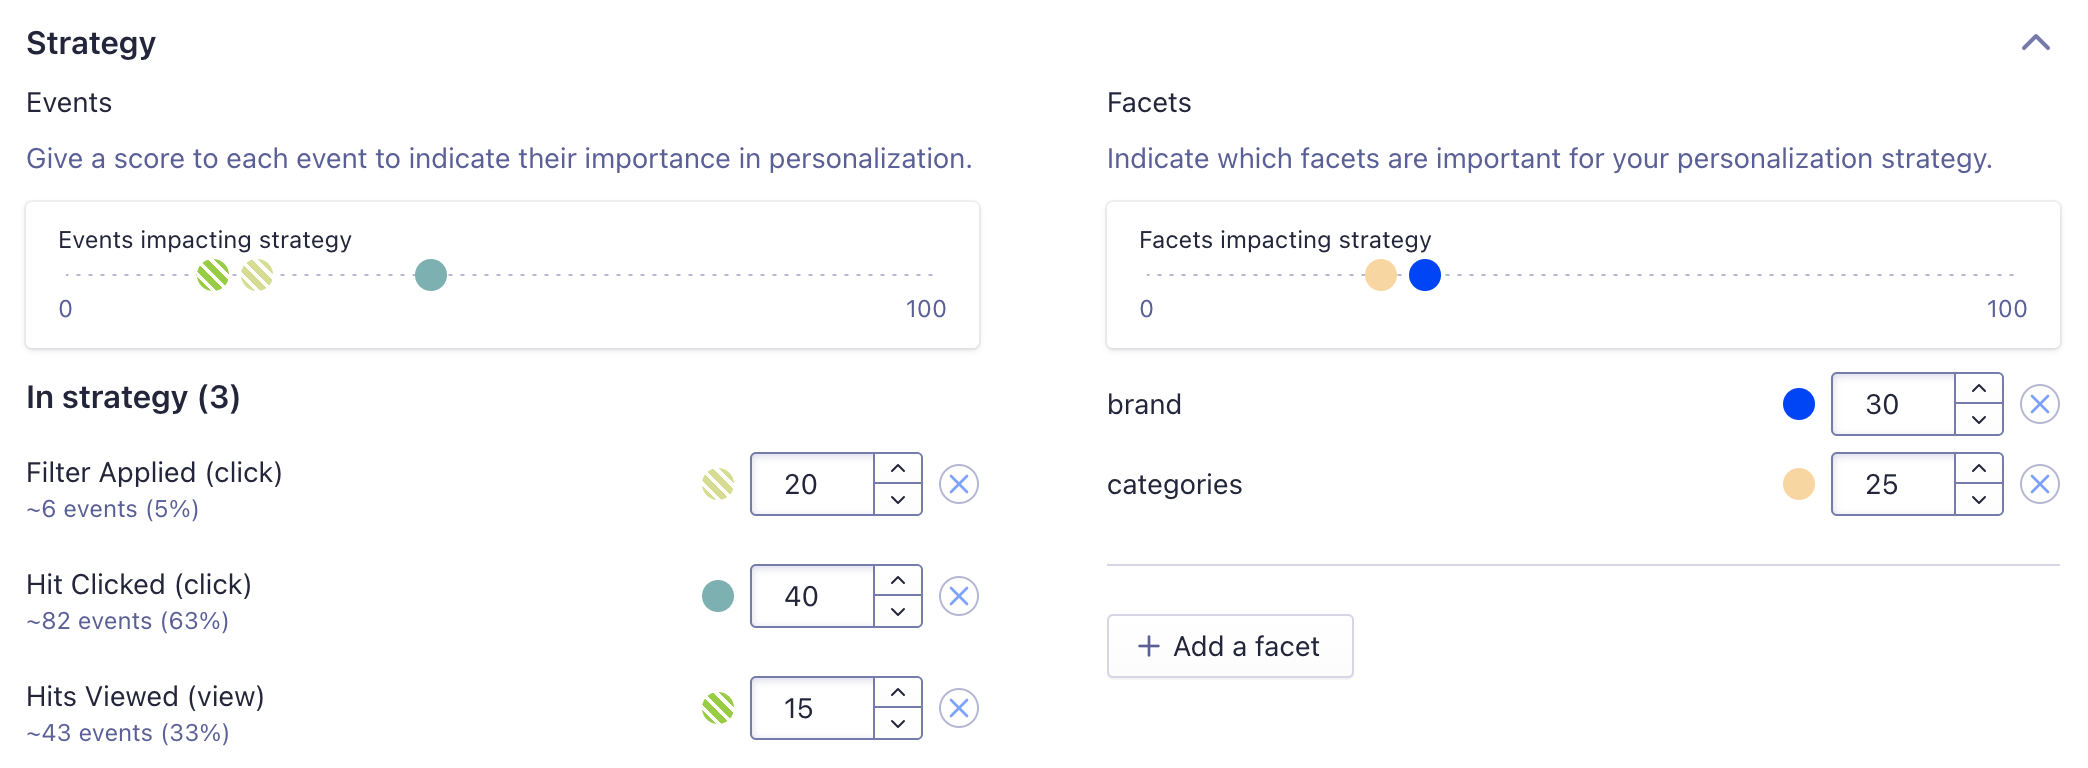 Strategy
Events
Give a score to each event to indicate their importance in personalization.
Events impacting strategy
0 100
In strategy (3)
Filter Applied (click)
~6 events (5%)
20
Hit Clicked (click)
~82 events (63%)
40
Hits Viewed (view)
~43 events (33%)
15
Facets
Indicate which facets are important for your personalization strategy.
Facets impacting strategy
0 100
brand 30
categories 25
+ Add a facet